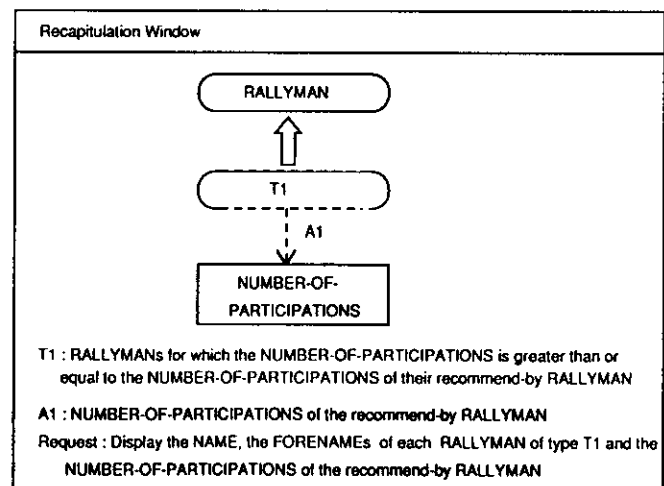 Recapitulation Window
RALLYMAN
T1
A1
NUMBER-OF-
PARTICIPATIONS
T1 : RALLYMANs for which the NUMBER-OF-PARTICIPATIONS is greater than or
equal to the NUMBER-OF-PARTICIPATIONS of their recommend-by RALLYMAN
A1 : NUMBER-OF-PARTICIPATIONS of the recommend-by RALLYMAN
Request : Display the NAME, the FORENAMEs of each RALLYMAN of type T1 and the
NUMBER-OF-PARTICIPATIONS of the recommend-by RALLYMAN